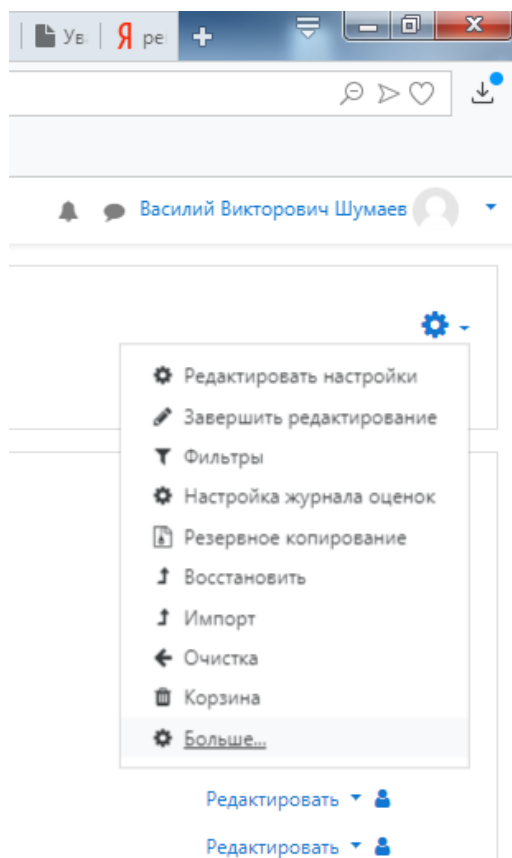 Ув
Я ре
Василий Викторович Шумаев
Редактировать настройки
Завершить редактирование
Фильтры
Настройка журнала оценок
Резервное копирование
Восстановить
Импорт
Очистка
Корзина
Больше...
Редактировать
Редактировать